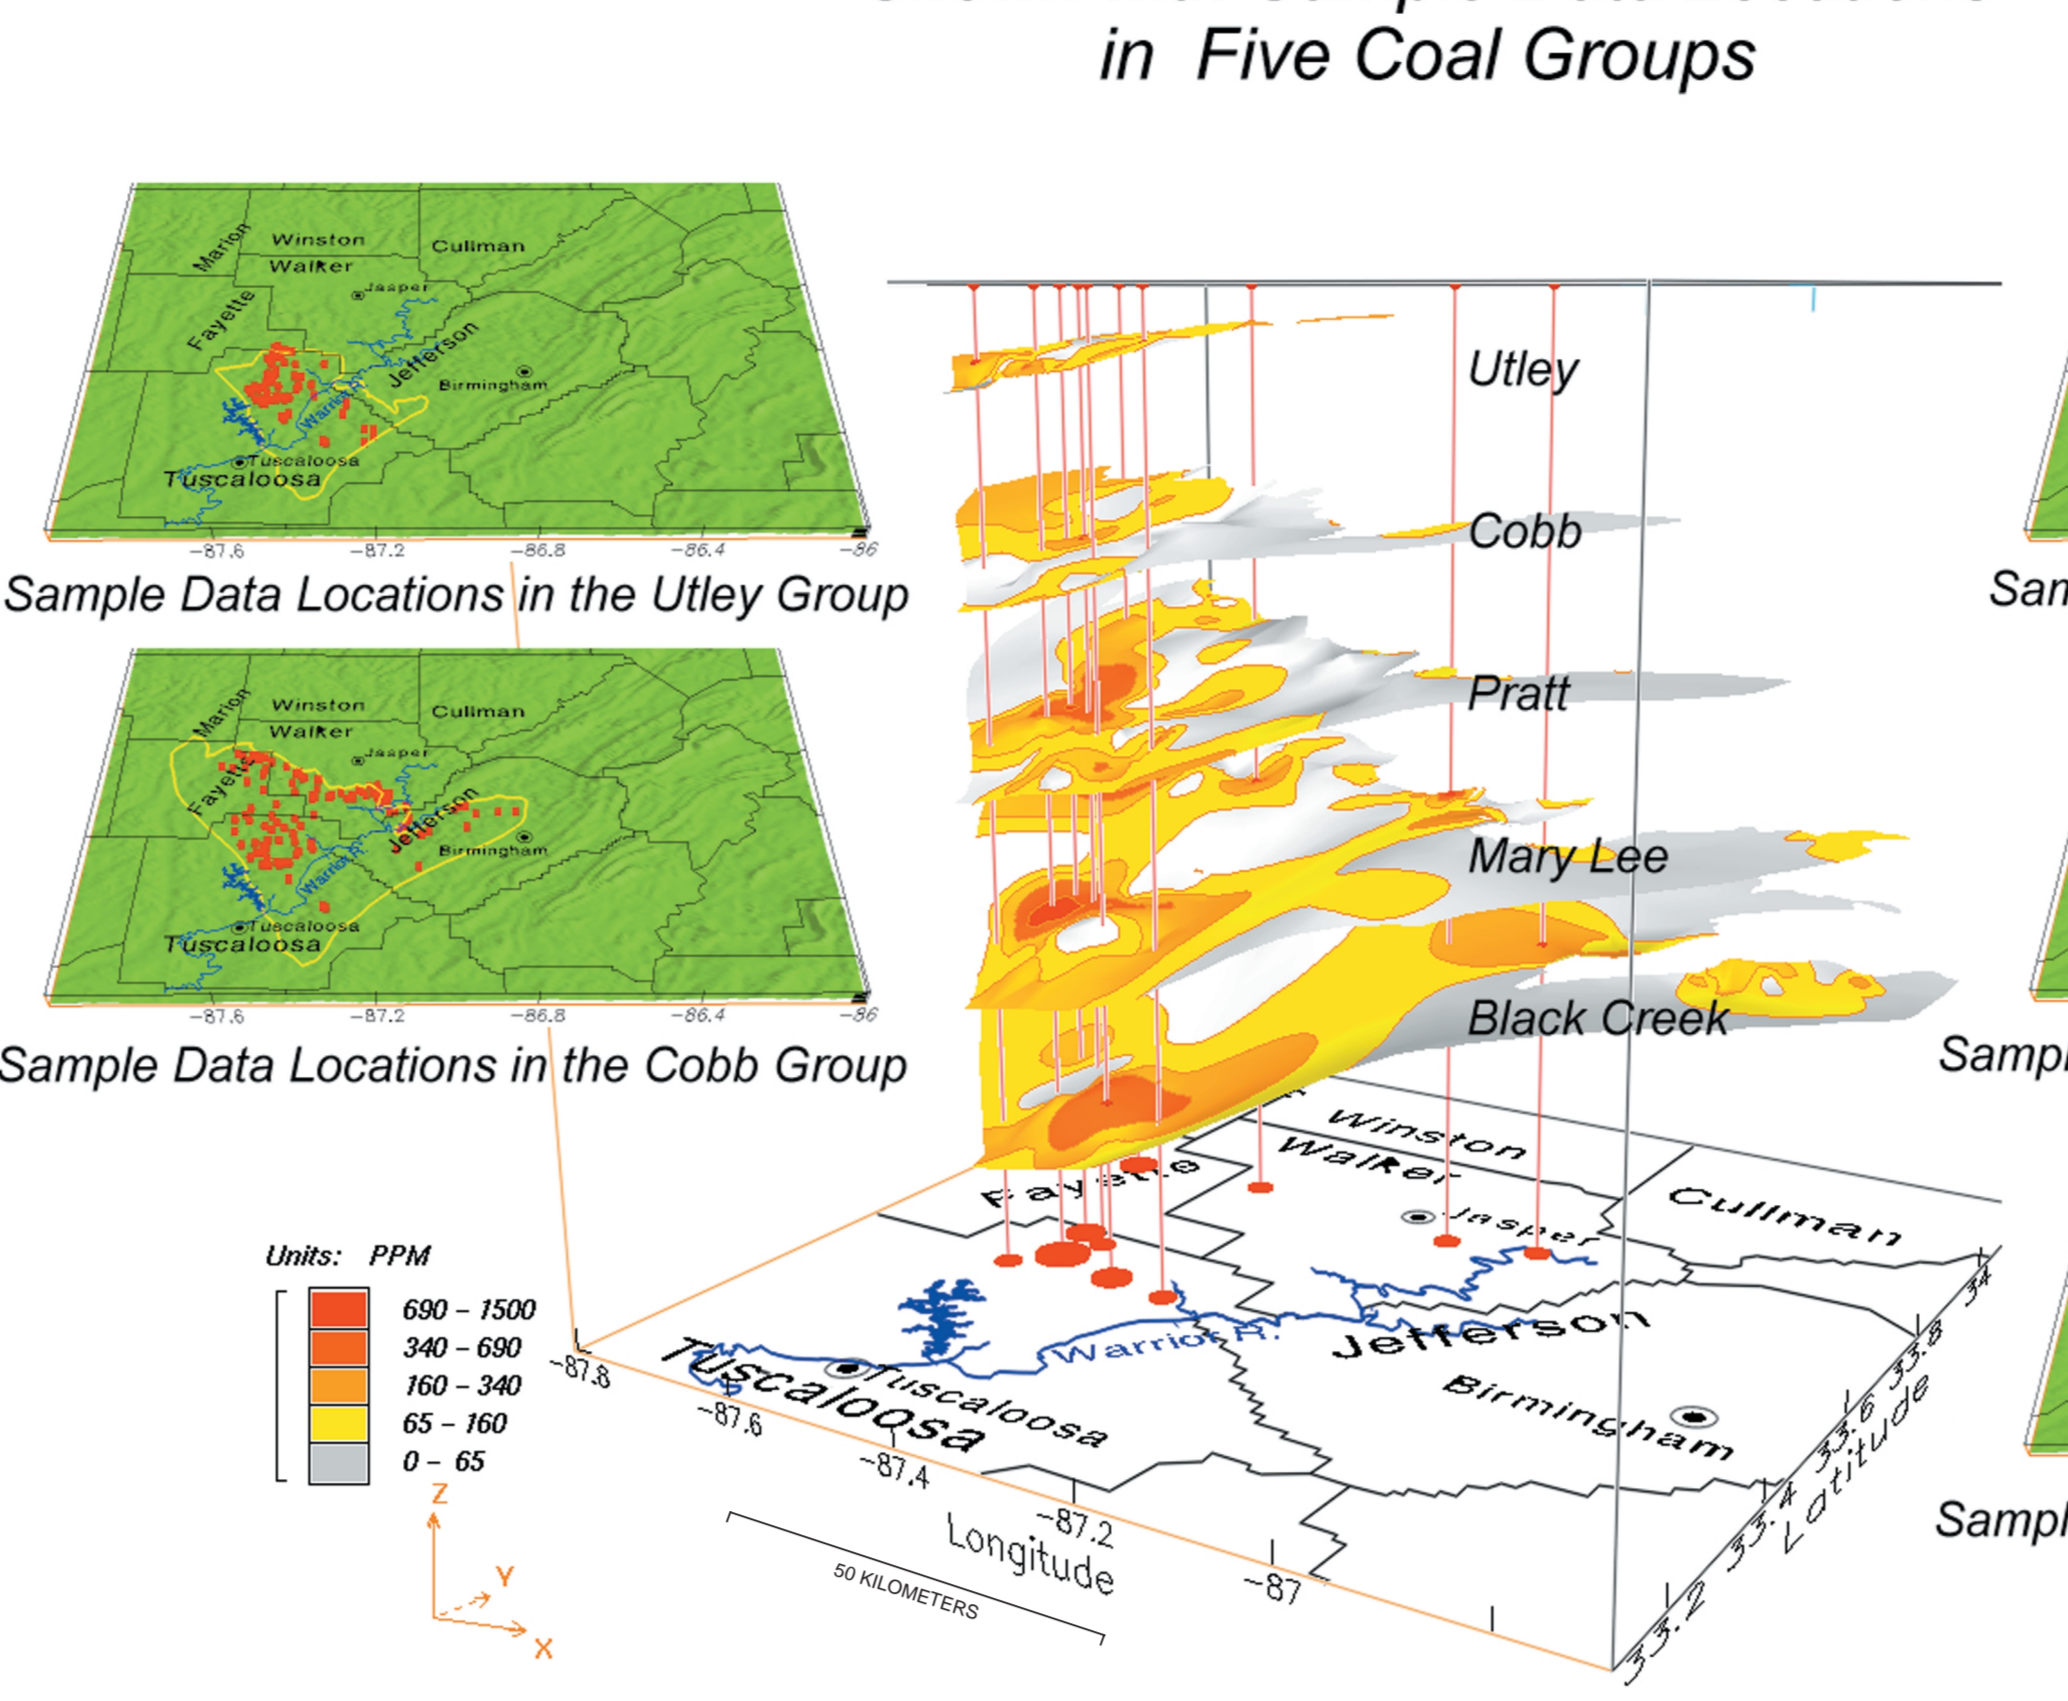 in Five Coal Groups
Marion
Winston
Cullman
Walker
Jasper
Fayette
Jefferson
Birmingham
Warrior R.
Tuscaloosa
Tuscaloosa
-87.6
-87.2
-86.8
-86.4
-86
Sample Data Locations in the Utley Group
Marion
Winston
Cullman
Walker
Jasper
Fayette
Jefferson
Birmingham
Warrior R.
Tuscaloosa
Tuscaloosa
-87.6
-87.2
-86.8
-86.4
-86
Sample Data Locations in the Cobb Group
Utley
Cobb
Pratt
Mary Lee
Black Creek
Winston
Walker
Fayette
Cullman
Jasper
Jefferson
Warrior R.
Birmingham
Tuscaloosa
Tuscaloosa
-87.8
-87.6
-87.4
-87.2
-87
Longitude
34
33.8
33.6
33.4
33.2
Latitude
50 KILOMETERS
Units: PPM
690 - 1500
340 - 690
160 - 340
65 - 160
0 - 65
Z
Y
X